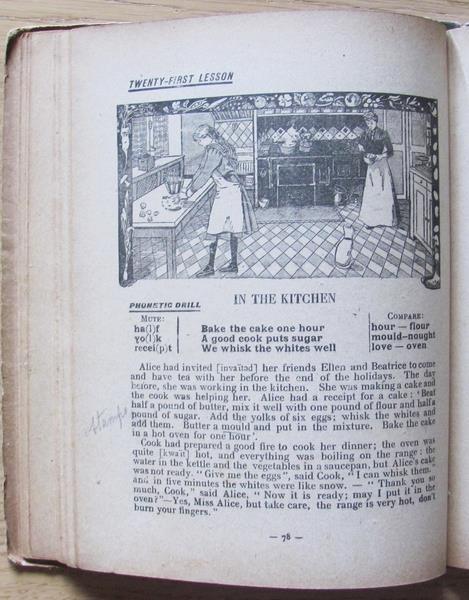 TWENTY-FIRST LESSON
IN THE KITCHEN
PHONETIC DRILL
MUTE:
ha(l)f
yo(l)k
recei(p)t
Bake the cake one hour
A good cook puts sugar
We whisk the whites well
COMPARE:
hour — flour
mould—nought
love — oven
Alice had invited [invaitəd] her friends Ellen and Beatrice to come
and have tea with her before the end of the holidays. The day
before, she was working in the kitchen. She was making a cake and
the cook was helping her. Alice had a receipt for a cake: 'Beat
half a pound of butter, mix it well with one pound of flour and half a
pound of sugar. Add the yolks of six eggs; whisk the whites and
add them. Butter a mould and put in the mixture. Bake the cake
in a hot oven for one hour'.
Cook had prepared a good fire to cook her dinner; the oven was
quite [kwait] hot, and everything was boiling on the range: the
water in the kettle and the vegetables in a saucepan, but Alice's cake
was not ready. "Give me the eggs", said Cook, "I can whisk them."
and in five minutes the whites were like snow. — "Thank you so
much, Cook," said Alice, "Now it is ready; may I put it in the
oven?"—Yes, Miss Alice, but take care, the range is very hot, don't
burn your fingers."
stamps
— 78 —